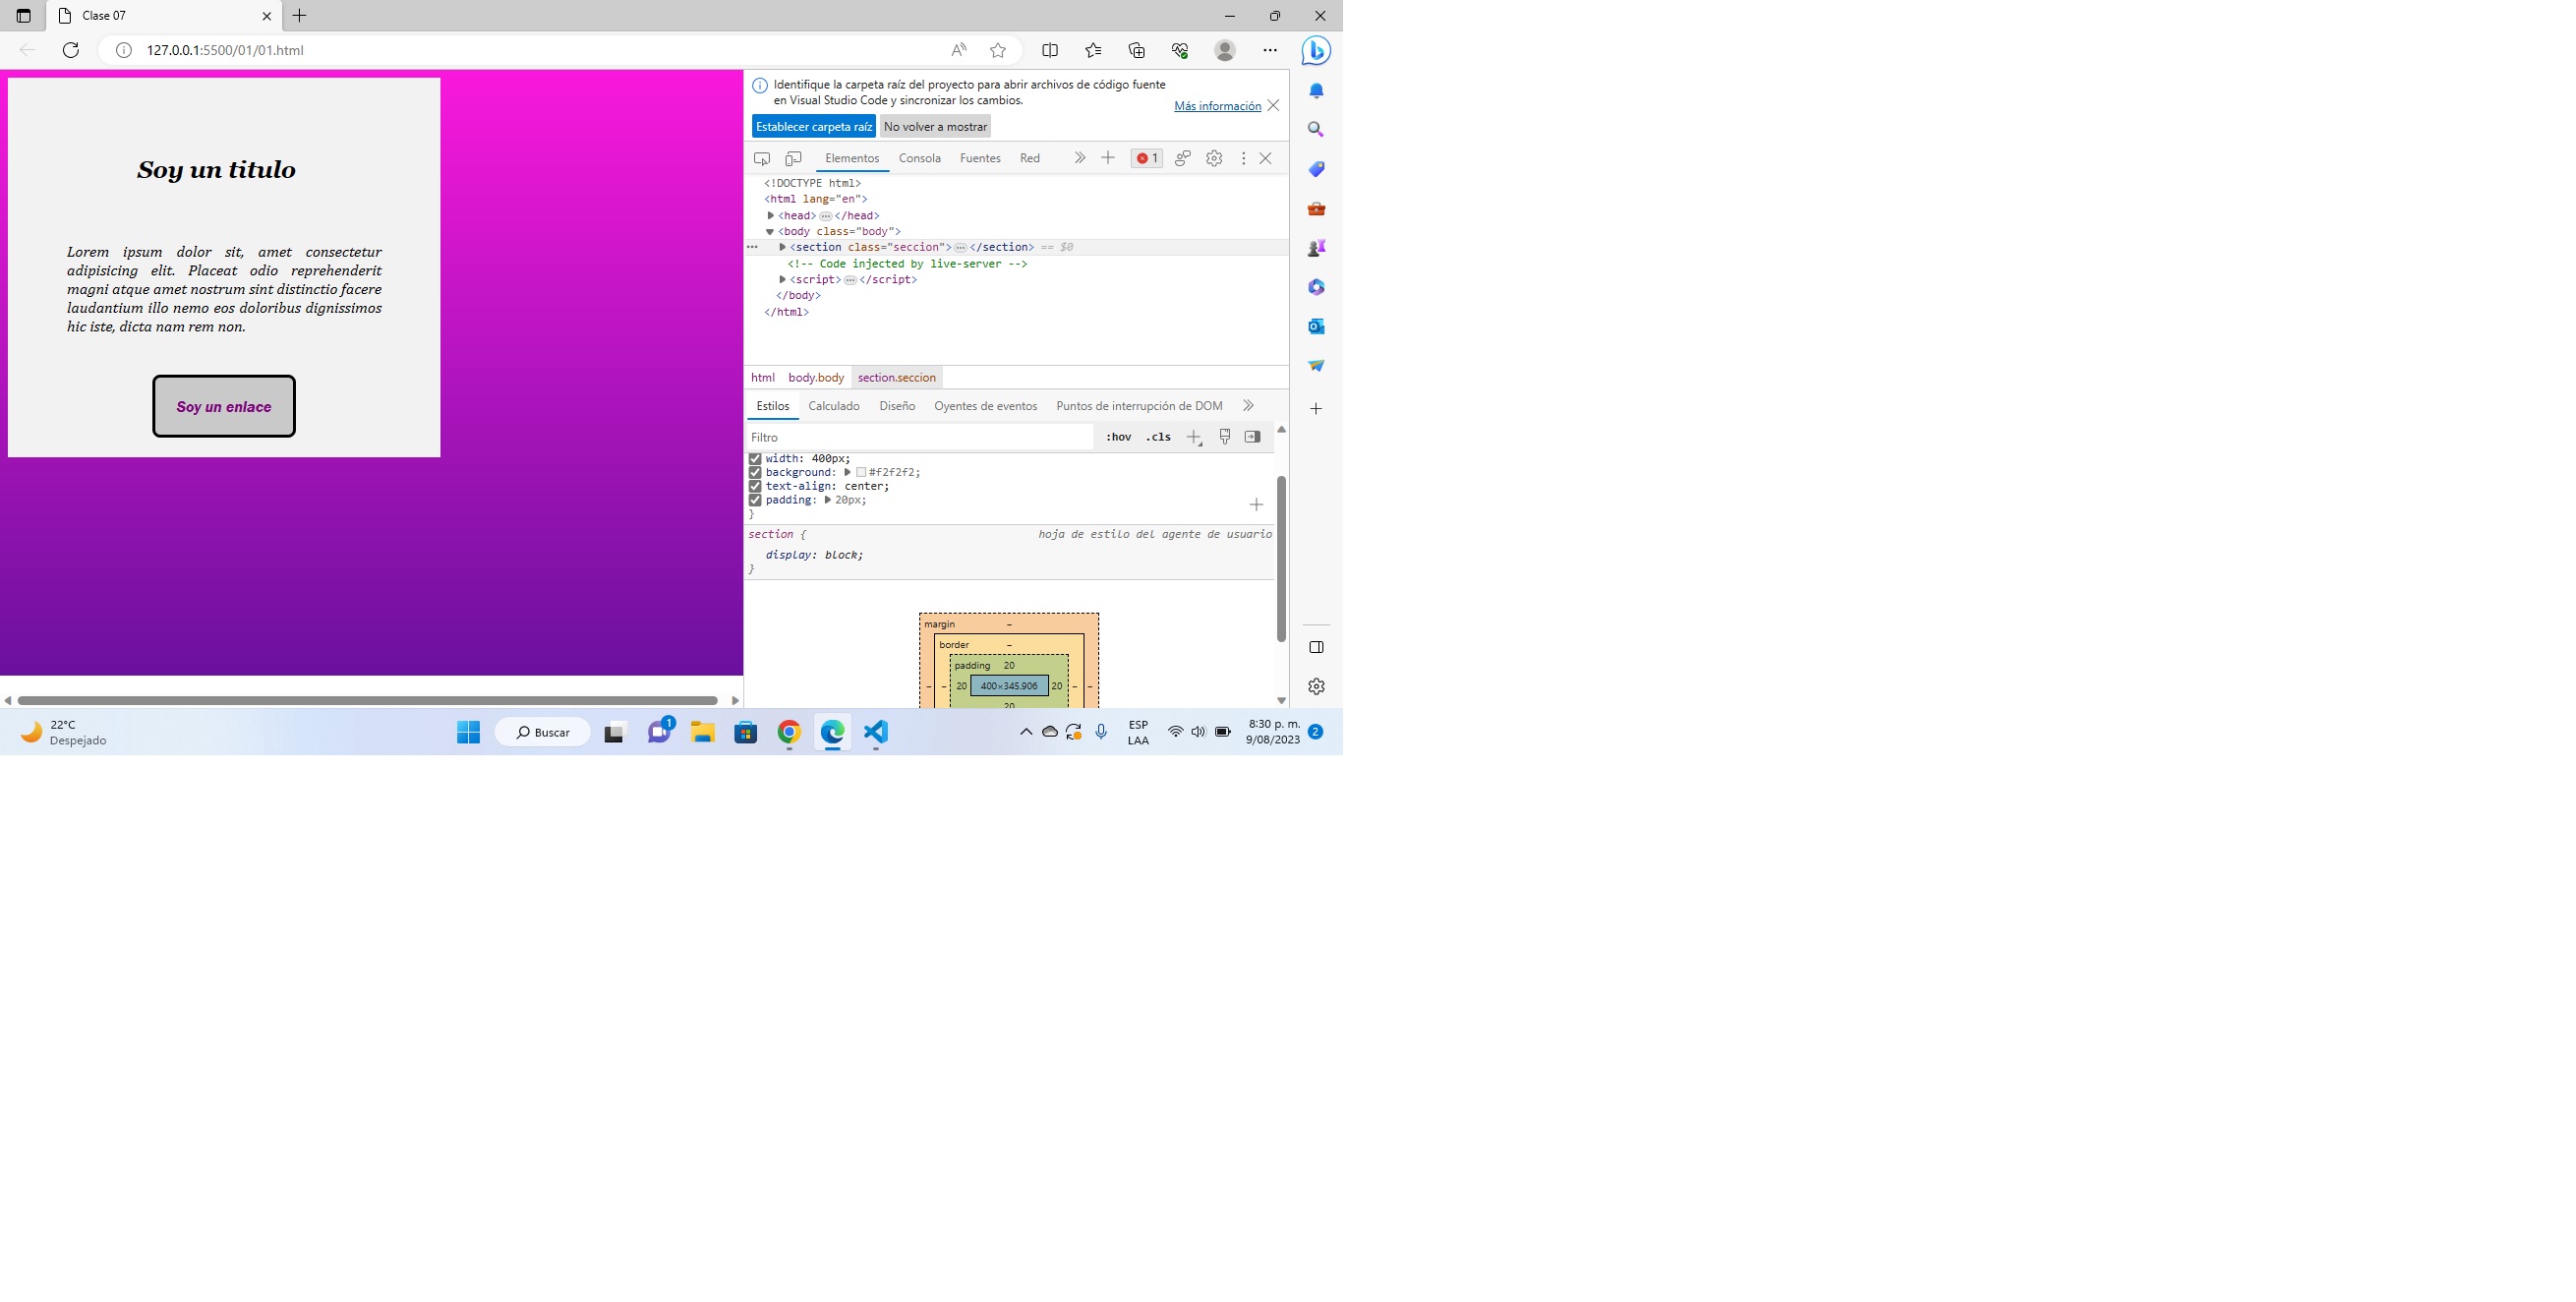 Clase 07
127.0.0.1:5500/01/01.html
Soy un titulo
Lorem ipsum dolor sit, amet consectetur
adipisicing elit. Placeat odio reprehenderit
magni atque amet nostrum sint distinctio facere
laudantium illo nemo eos doloribus dignissimos
hic iste, dicta nam rem non.
Soy un enlace
Identifique la carpeta raíz del proyecto para abrir archivos de código fuente
en Visual Studio Code y sincronizar los cambios.
Más información
Establecer carpeta raíz No volver a mostrar
Elementos Consola Fuentes Red 1
<!DOCTYPE html>
<html lang="en">
<head>…</head>
<body class="body">
<section class="seccion">…</section> == $0
<!-- Code injected by live-server -->
<script>…</script>
</body>
</html>
html body.body section.seccion
Estilos Calculado Diseño Oyentes de eventos Puntos de interrupción de DOM
Filtro :hov .cls
width: 400px;
background: #f2f2f2;
text-align: center;
padding: 20px;
}
section { hoja de estilo del agente de usuario
display: block;
}
margin –
border –
padding 20
– – 20 400×345.906 20 – –
20
22°C
Despejado
Buscar
1
ESP
LAA
8:30 p. m.
9/08/2023
2